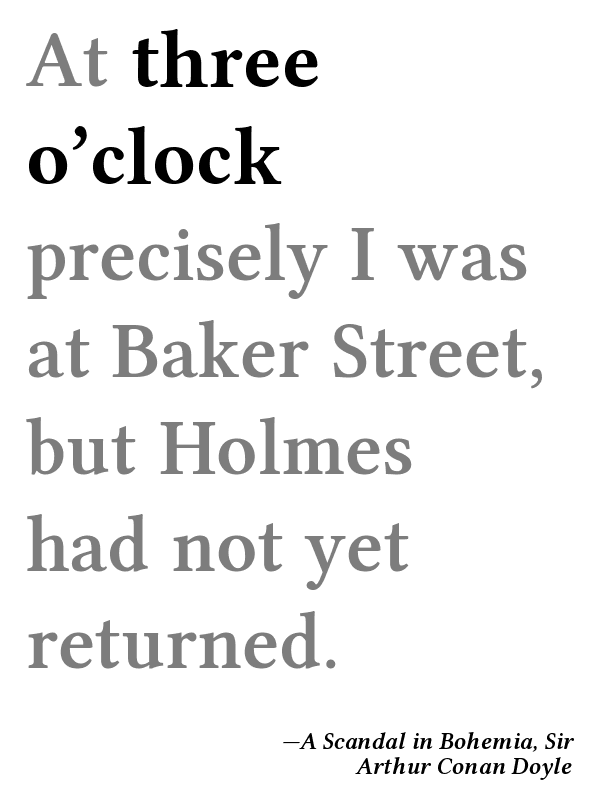 At three
o’clock
precisely I was
at Baker Street,
but Holmes
had not yet
returned.
—A Scandal in Bohemia, Sir
Arthur Conan Doyle